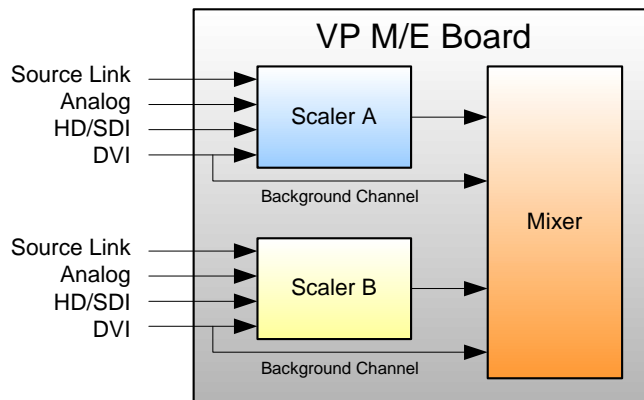 VP M/E Board
Source Link
Analog
HD/SDI
DVI
Scaler A
Background Channel
Mixer
Source Link
Analog
HD/SDI
DVI
Scaler B
Background Channel